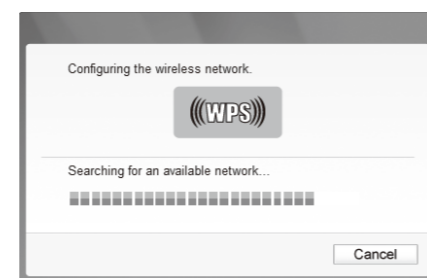 Configuring the wireless network.
(((WPS)))
Searching for an available network...
Cancel